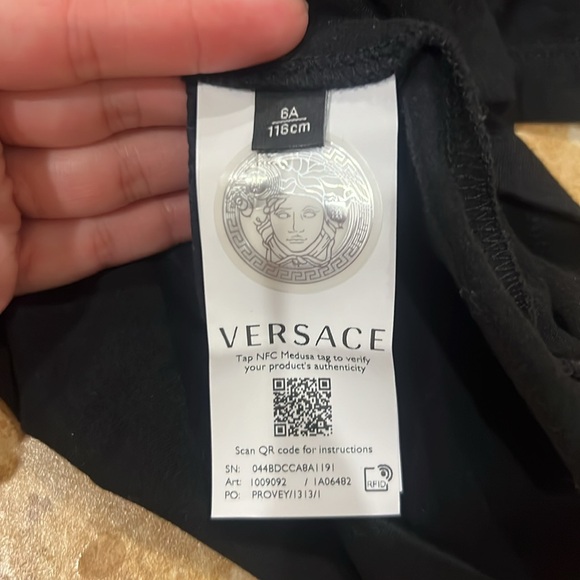 6A
116cm
VERSACE
Tap NFC Medusa tag to verify
your product's authenticity
Scan QR code for instructions
SN: 044BDCCA8A1191
Art: 1009092 / 1A06482
RFID
PO: PROVEY/1313/1